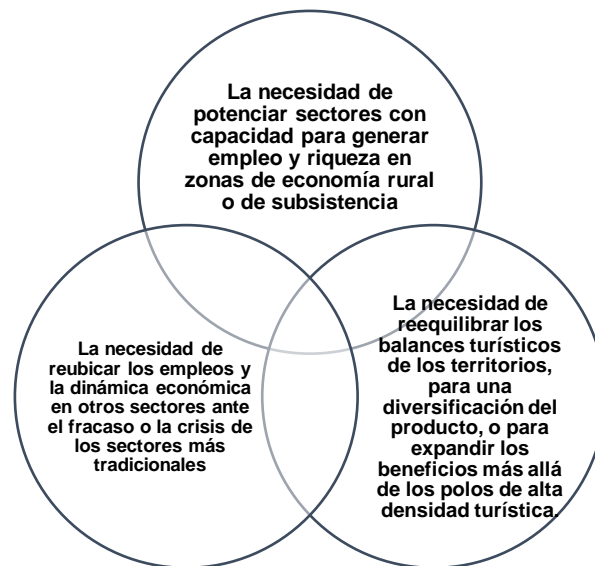 La necesidad de
potenciar sectores con
capacidad para generar
empleo y riqueza en
zonas de economía rural
o de subsistencia
La necesidad de
reubicar los empleos y
la dinámica económica
en otros sectores ante
el fracaso o la crisis de
los sectores más
tradicionales
La necesidad de
reequilibrar los
balances turísticos
de los territorios,
para una
diversificación del
producto, o para
expandir los
beneficios más allá
de los polos de alta
densidad turística.